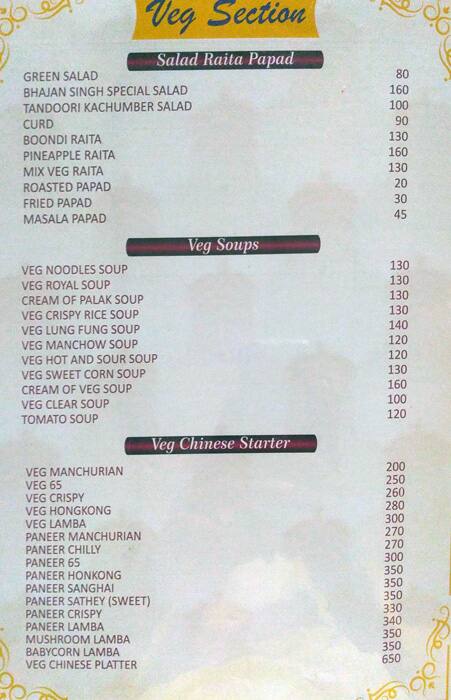 Veg Section
Salad Raita Papad
GREEN SALAD 80
BHAJAN SINGH SPECIAL SALAD 160
TANDOORI KACHUMBER SALAD 100
CURD 90
BOONDI RAITA 130
PINEAPPLE RAITA 160
MIX VEG RAITA 130
ROASTED PAPAD 20
FRIED PAPAD 30
MASALA PAPAD 45
Veg Soups
VEG NOODLES SOUP 130
VEG ROYAL SOUP 130
CREAM OF PALAK SOUP 130
VEG CRISPY RICE SOUP 130
VEG LUNG FUNG SOUP 140
VEG MANCHOW SOUP 120
VEG HOT AND SOUR SOUP 120
VEG SWEET CORN SOUP 130
CREAM OF VEG SOUP 160
VEG CLEAR SOUP 100
TOMATO SOUP 120
Veg Chinese Starter
VEG MANCHURIAN 200
VEG 65 250
VEG CRISPY 260
VEG HONGKONG 280
VEG LAMBA 300
PANEER MANCHURIAN 270
PANEER CHILLY 270
PANEER 65 300
PANEER HONKONG 350
PANEER SANGHAI 350
PANEER SATHEY (SWEET) 350
PANEER CRISPY 330
PANEER LAMBA 340
MUSHROOM LAMBA 350
BABYCORN LAMBA 350
VEG CHINESE PLATTER 650